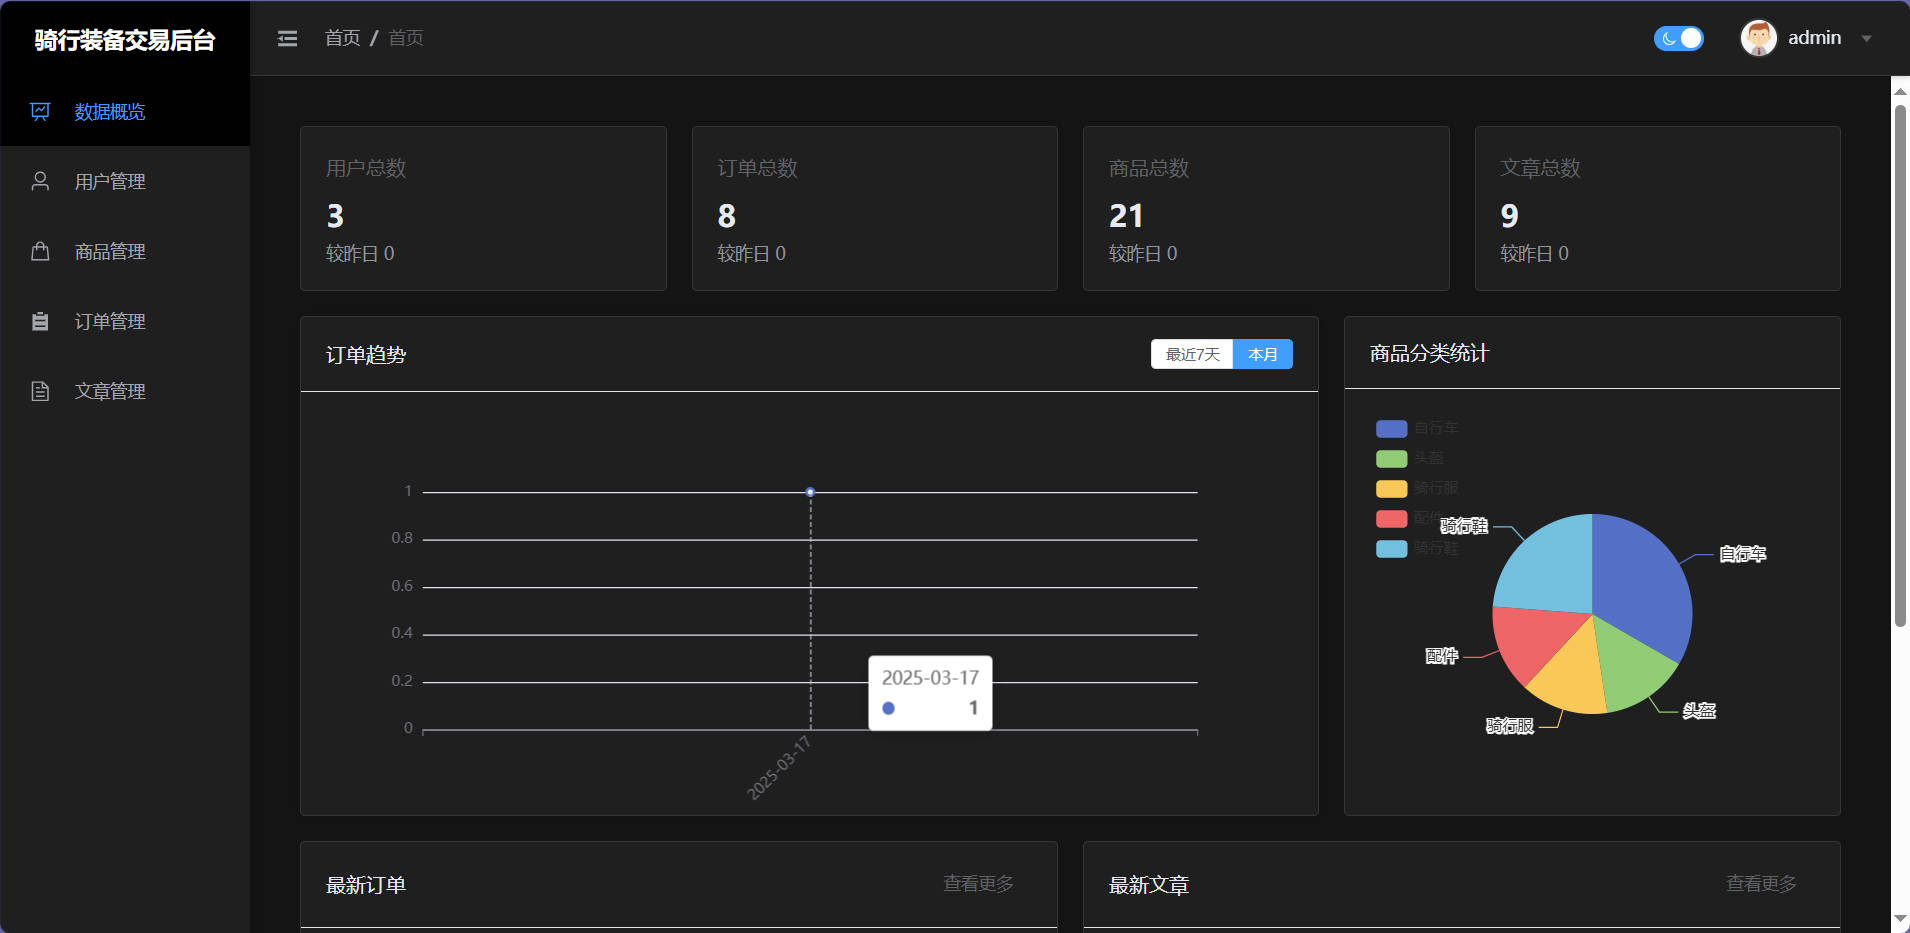 骑行装备交易后台
首页 / 首页
admin
数据概览
用户管理
商品管理
订单管理
文章管理
用户总数
3
较昨日 0
订单总数
8
较昨日 0
商品总数
21
较昨日 0
文章总数
9
较昨日 0
订单趋势
最近7天 本月
1
0.8
0.6
0.4
0.2
0
2025-03-17
2025-03-17
1
商品分类统计
自行车
头盔
骑行服
配件
骑行鞋
骑行鞋
自行车
配件
头盔
骑行服
最新订单
查看更多
最新文章
查看更多